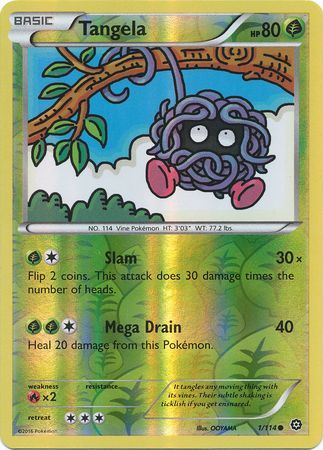 BASIC
Tangela
HP 80
NO. 114 Vine Pokémon HT: 3'03" WT: 77.2 lbs.
Slam 30×
Flip 2 coins. This attack does 30 damage times
the number of heads.
Mega Drain 40
Heal 20 damage from this Pokémon.
weakness resistance
×2
retreat
It tangles any moving thing with
its vines. Their subtle shaking is
ticklish if you get ensnared.
©2016 Pokémon
Illus. OOYAMA
1/114